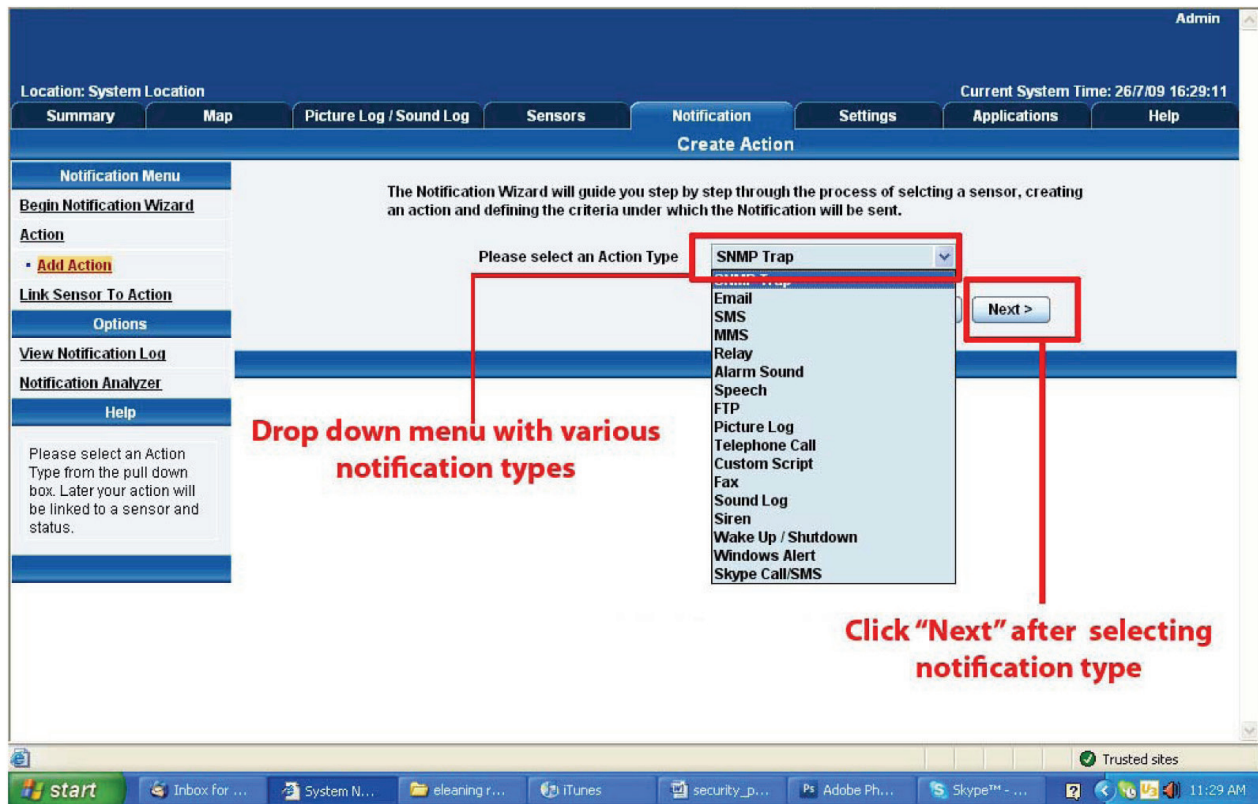 Admin
Location: System Location
Current System Time: 26/7/09 16:29:11
Summary
Map
Picture Log / Sound Log
Sensors
Notification
Settings
Applications
Help
Create Action
Notification Menu
Begin Notification Wizard
Action
Add Action
Link Sensor To Action
Options
View Notification Log
Notification Analyzer
Help
Please select an Action
Type from the pull down
box. Later your action will
be linked to a sensor and
status.
The Notification Wizard will guide you step by step through the process of selcting a sensor, creating
an action and defining the criteria under which the Notification will be sent.
Please select an Action Type
SNMP Trap
SNMP Trap
Email
SMS
MMS
Relay
Alarm Sound
Speech
FTP
Picture Log
Telephone Call
Custom Script
Fax
Sound Log
Siren
Wake Up / Shutdown
Windows Alert
Skype Call/SMS
Next >
Drop down menu with various
notification types
Click “Next” after selecting
notification type
Trusted sites
start
Inbox for ...
System N...
eleaning r...
iTunes
security_p...
Ps Adobe Ph...
Skype™ - ...
11:29 AM